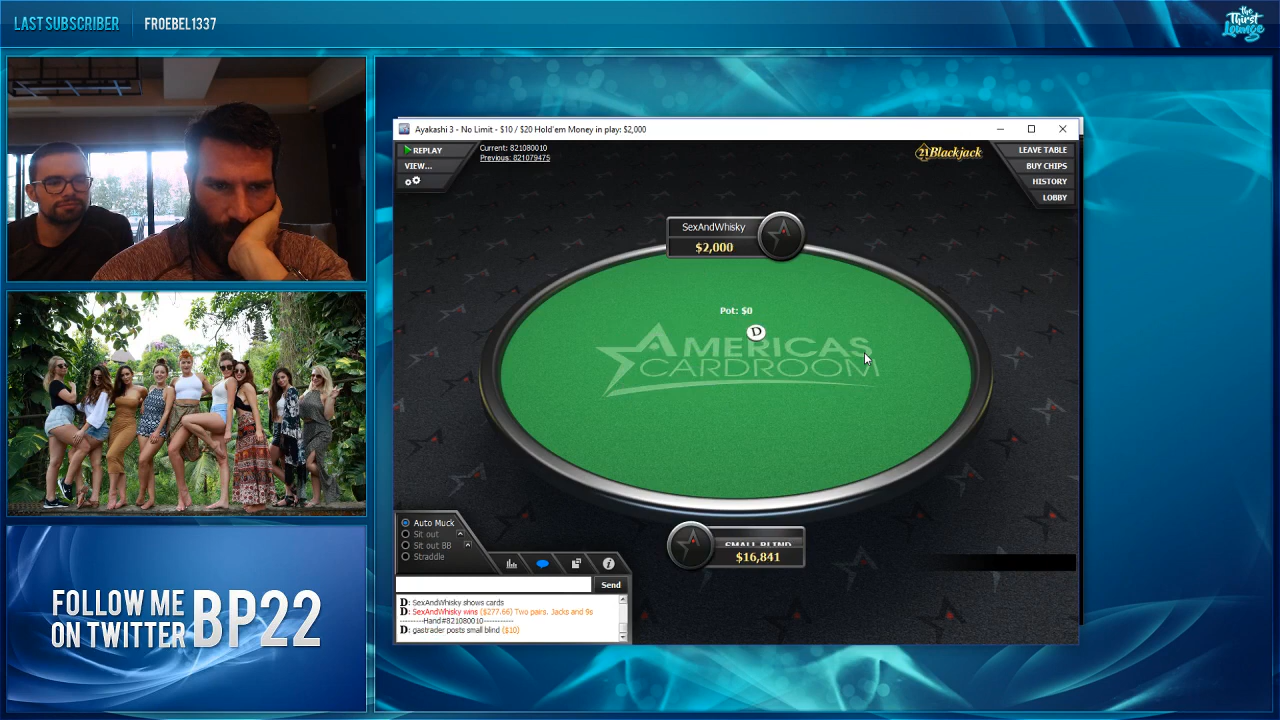 LAST SUBSCRIBER
FROEBEL1337
the Thirst Lounge
Ayakashi 3 - No Limit - $10 / $20 Hold'em Money in play: $2,000
REPLAY
VIEW...
Current: 821080010
Previous: 821079475
21Blackjack
LEAVE TABLE
BUY CHIPS
HISTORY
LOBBY
SexAndWhisky
$2,000
Pot: $0
D
AMERICAS
CARDROOM
SMALL BLIND
$16,841
Auto Muck
Sit out
Sit out BB
Straddle
Send
D: SexAndWhisky shows cards
D: SexAndWhisky wins ($277.66) Two pairs. Jacks and 9s
---------Hand#821080010-----------
D: gastrader posts small blind ($10)
FOLLOW ME
ON TWITTER BP22